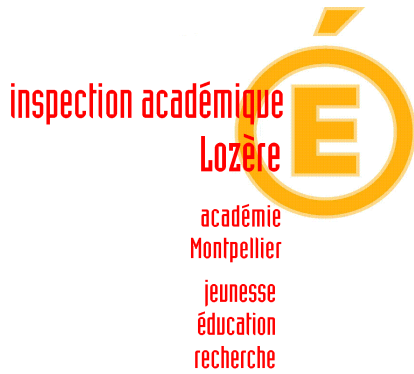 É
inspection académique
Lozère
académie
Montpellier
jeunesse
éducation
recherche